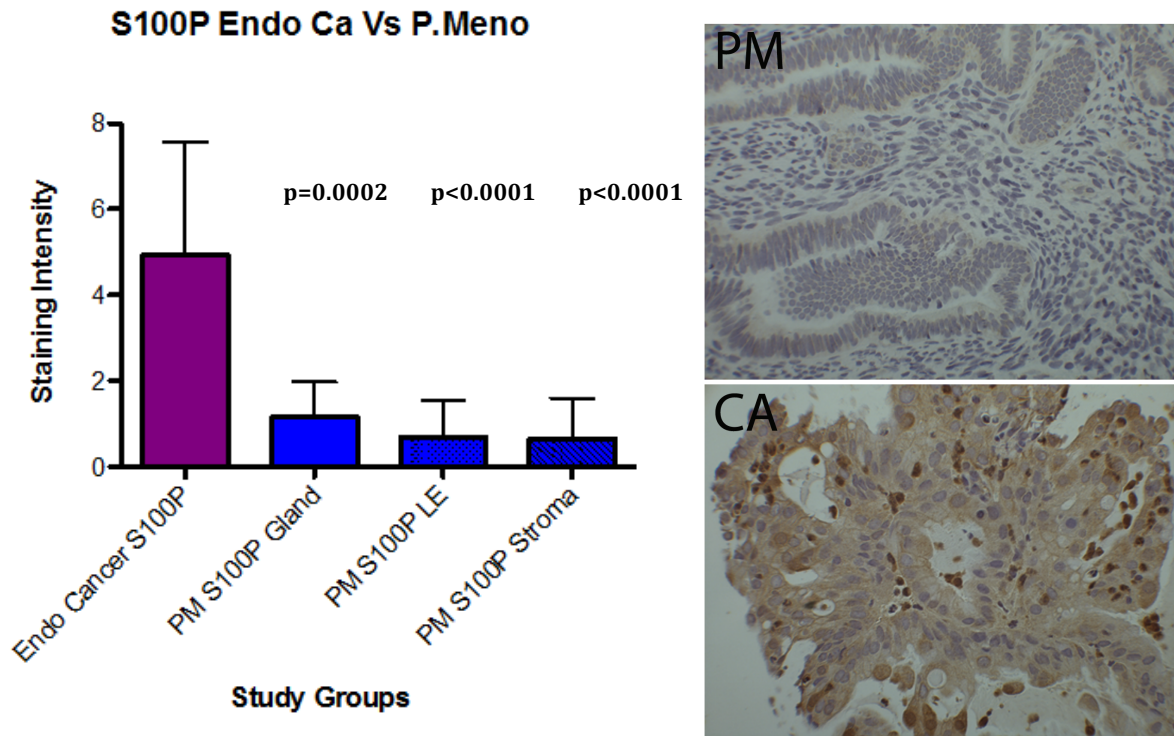 S100P Endo Ca Vs P.Meno
Staining Intensity
8
6
4
2
0
p=0.0002
p<0.0001
p<0.0001
Endo Cancer S100P
PM S100P Gland
PM S100P LE
PM S100P Stroma
Study Groups
PM
CA